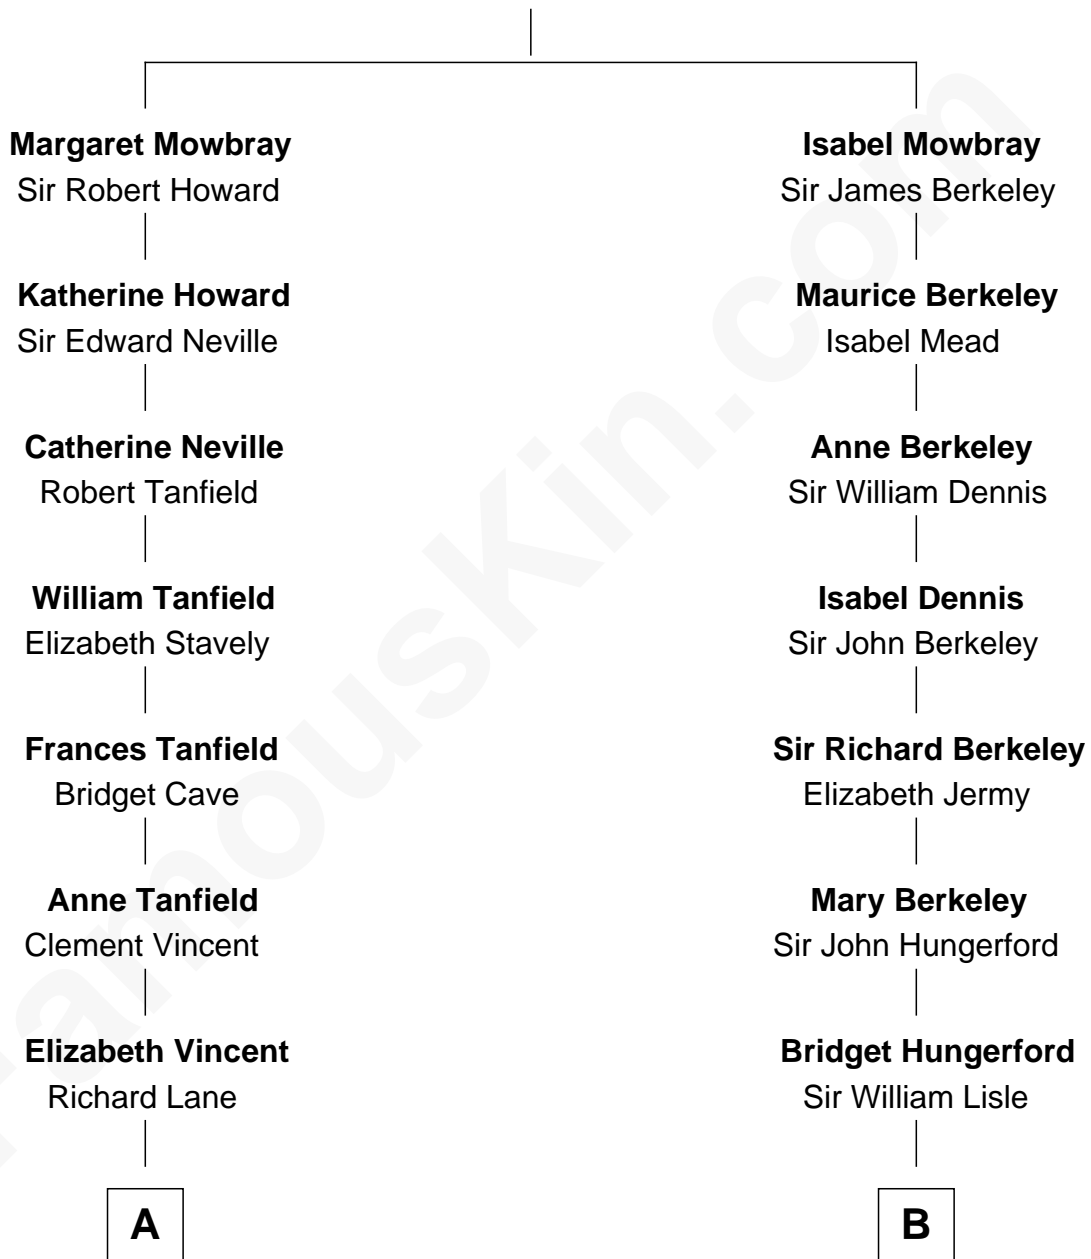 Margaret Mowbray
Sir Robert Howard
Katherine Howard
Sir Edward Neville
Catherine Neville
Robert Tanfield
William Tanfield
Elizabeth Stavely
Frances Tanfield
Bridget Cave
Anne Tanfield
Clement Vincent
Elizabeth Vincent
Richard Lane
A
Isabel Mowbray
Sir James Berkeley
Maurice Berkeley
Isabel Mead
Anne Berkeley
Sir William Dennis
Isabel Dennis
Sir John Berkeley
Sir Richard Berkeley
Elizabeth Jermy
Mary Berkeley
Sir John Hungerford
Bridget Hungerford
Sir William Lisle
B
FamousKin.com